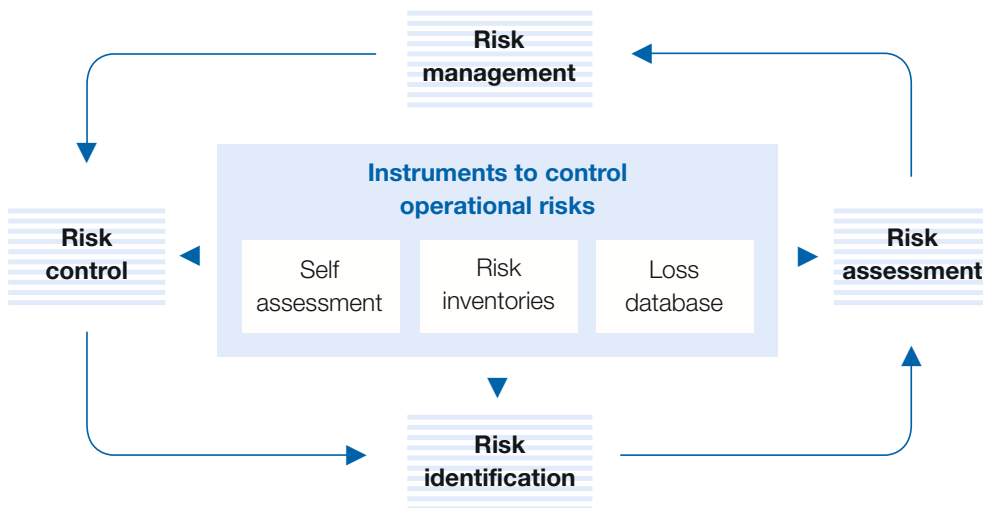 Risk
management
Instruments to control
operational risks
Risk
control
Self
assessment
Risk
inventories
Loss
database
Risk
assessment
Risk
identification